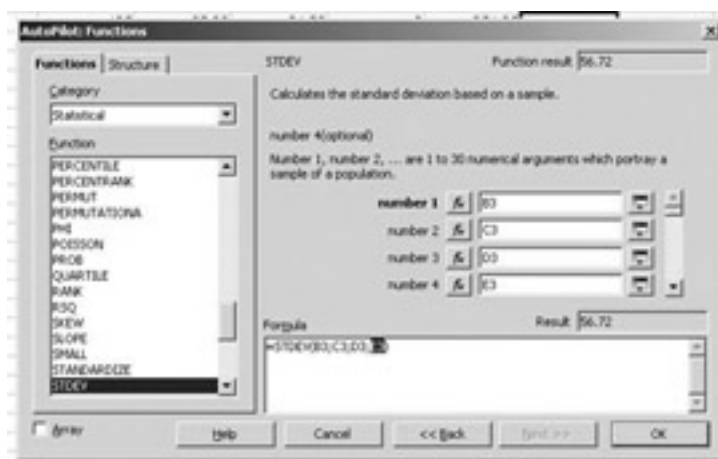 AutoPilot: Functions
Functions
Structure
Category
Statistical
Function
PERCENTILE
PERCENTRANK
PERMUT
PERMUTATIONA
PHI
POISSON
PROB
QUARTILE
RANK
RSQ
SKEW
SLOPE
SMALL
STANDARDIZE
STDEV
STDEV
Function result 56.72
Calculates the standard deviation based on a sample.
number 4(optional)
Number 1, number 2, ... are 1 to 30 numerical arguments which portray a
sample of a population.
number 1 fx B3
number 2 fx C3
number 3 fx D3
number 4 fx E3
Formula
Result 56.72
=STDEV(B3;C3;D3;E3)
Array
Help
Cancel
<< Back
Next >>
OK